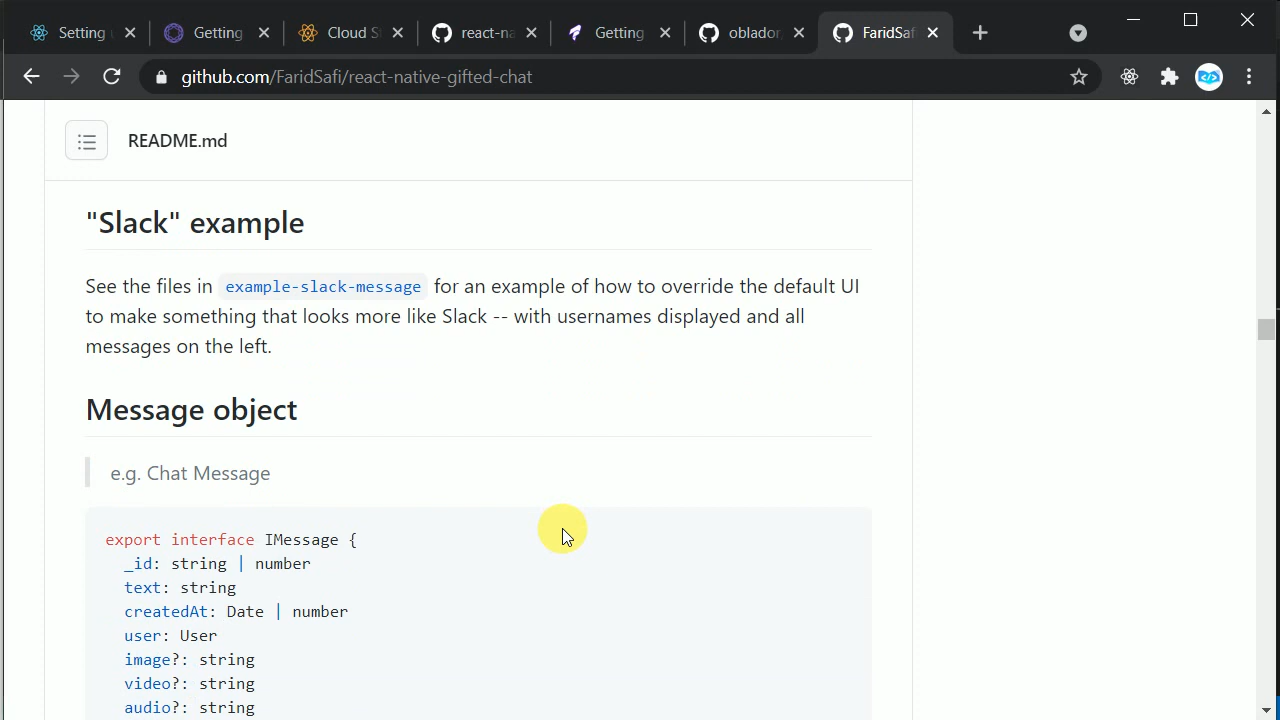 Setting
Getting
Cloud S
react-na
Getting
oblador
FaridSaf
github.com/FaridSafi/react-native-gifted-chat
README.md
"Slack" example
See the files in example-slack-message for an example of how to override the default UI
to make something that looks more like Slack -- with usernames displayed and all
messages on the left.
Message object
e.g. Chat Message
export interface IMessage {
_id: string | number
text: string
createdAt: Date | number
user: User
image?: string
video?: string
audio?: string